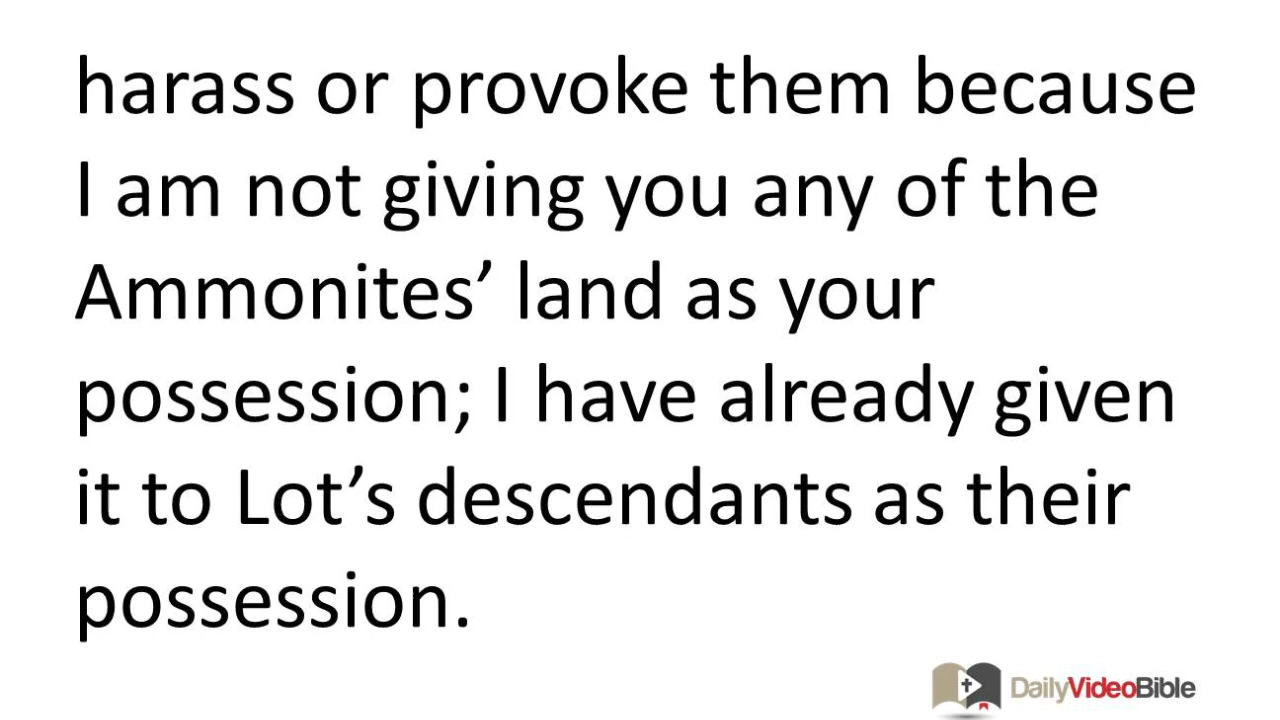 harass or provoke them because
I am not giving you any of the
Ammonites’ land as your
possession; I have already given
it to Lot’s descendants as their
possession.
DailyVideoBible